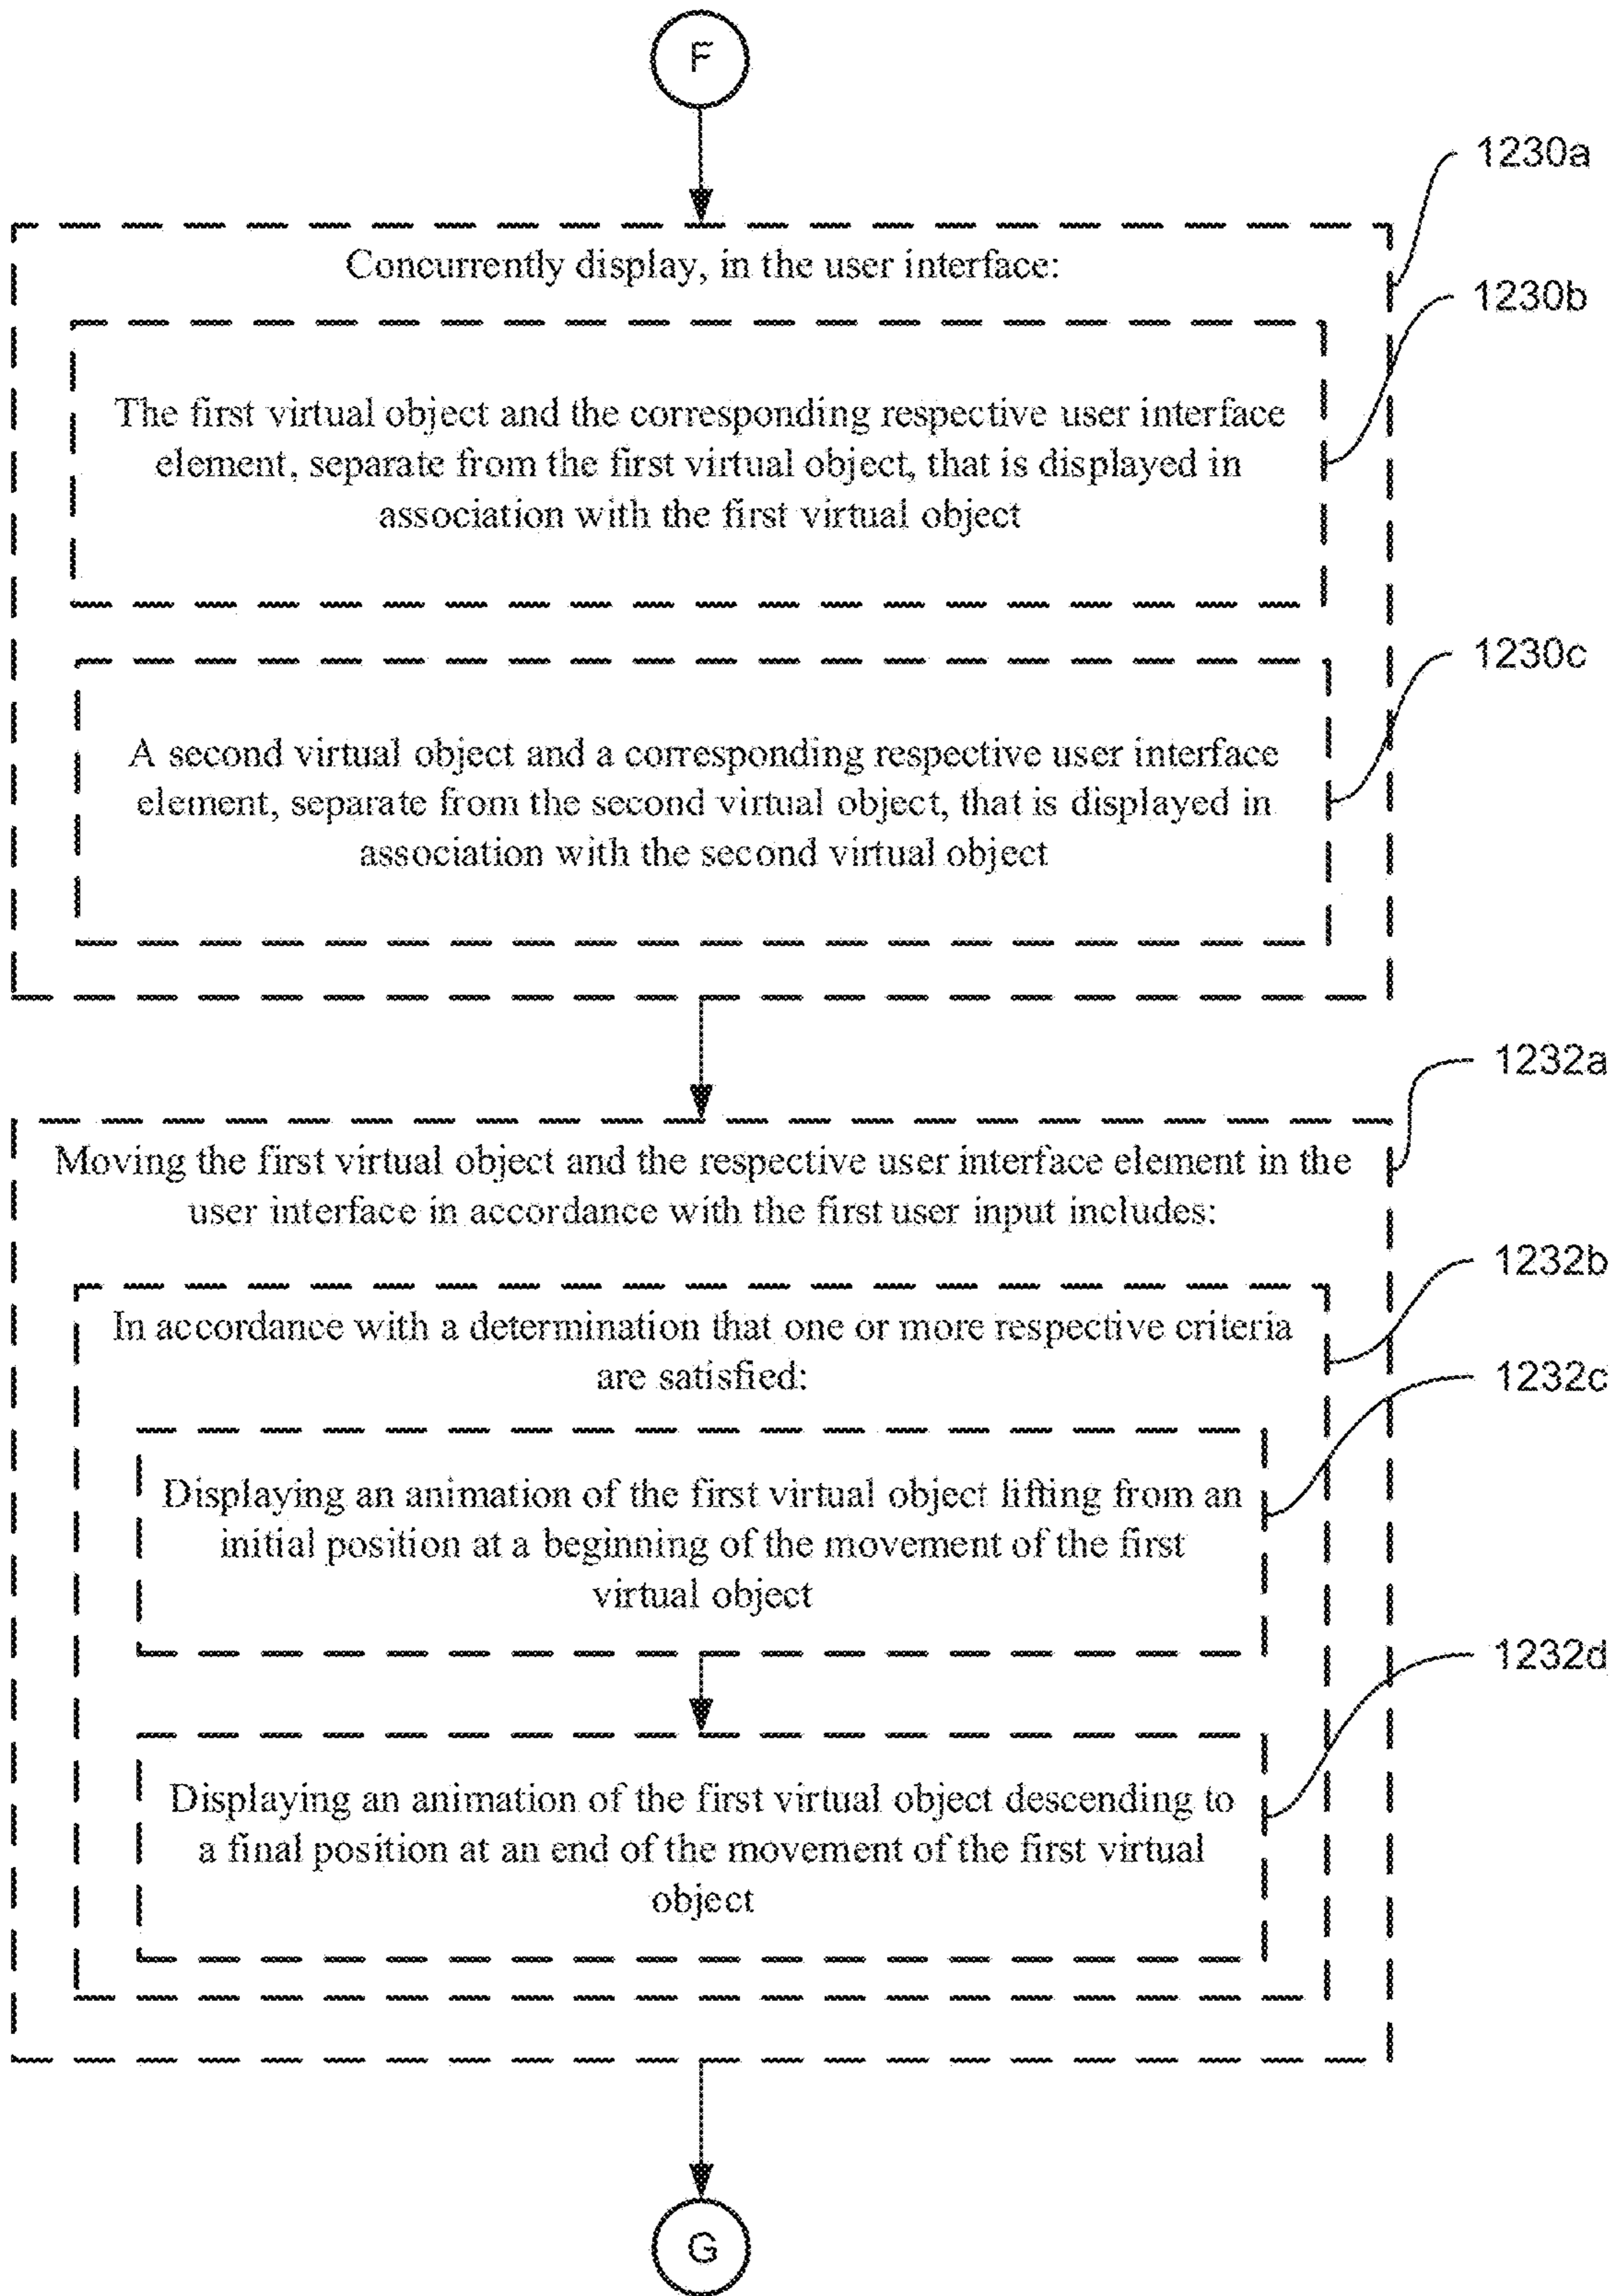 F
1230a
Concurrently display, in the user interface:
1230b
The first virtual object and the corresponding respective user interface
element, separate from the first virtual object, that is displayed in
association with the first virtual object
1230c
A second virtual object and a corresponding respective user interface
element, separate from the second virtual object, that is displayed in
association with the second virtual object
1232a
Moving the first virtual object and the respective user interface element in the
user interface in accordance with the first user input includes:
1232b
In accordance with a determination that one or more respective criteria
are satisfied:
1232c
Displaying an animation of the first virtual object lifting from an
initial position at a beginning of the movement of the first
virtual object
1232d
Displaying an animation of the first virtual object descending to
a final position at an end of the movement of the first virtual
object
G